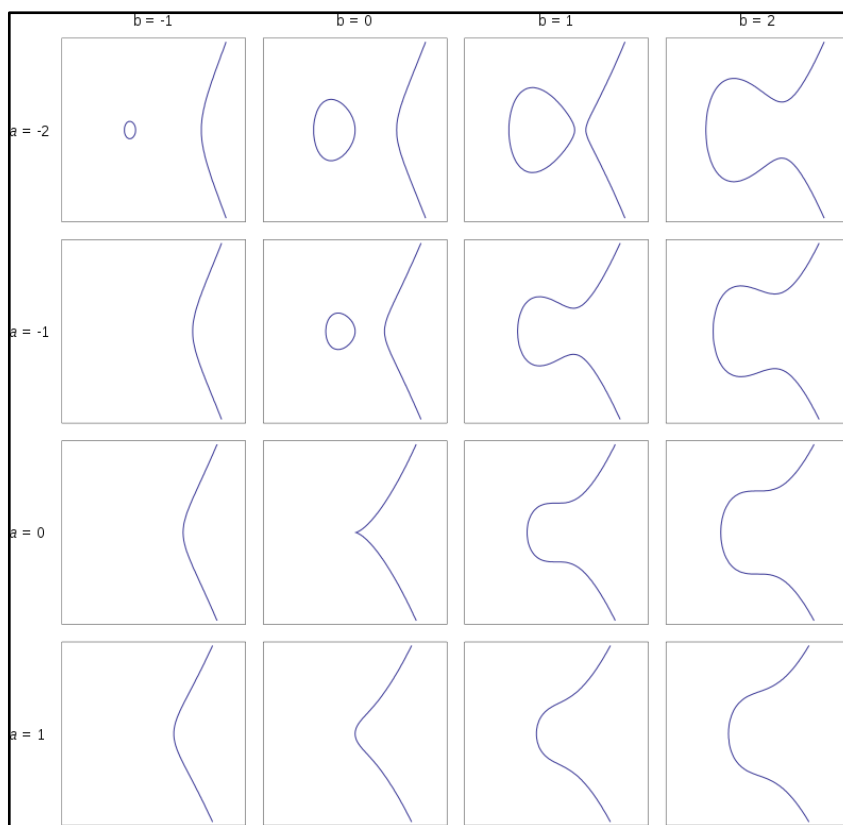 b = -1 b = 0 b = 1 b = 2
a = -2
a = -1
a = 0
a = 1